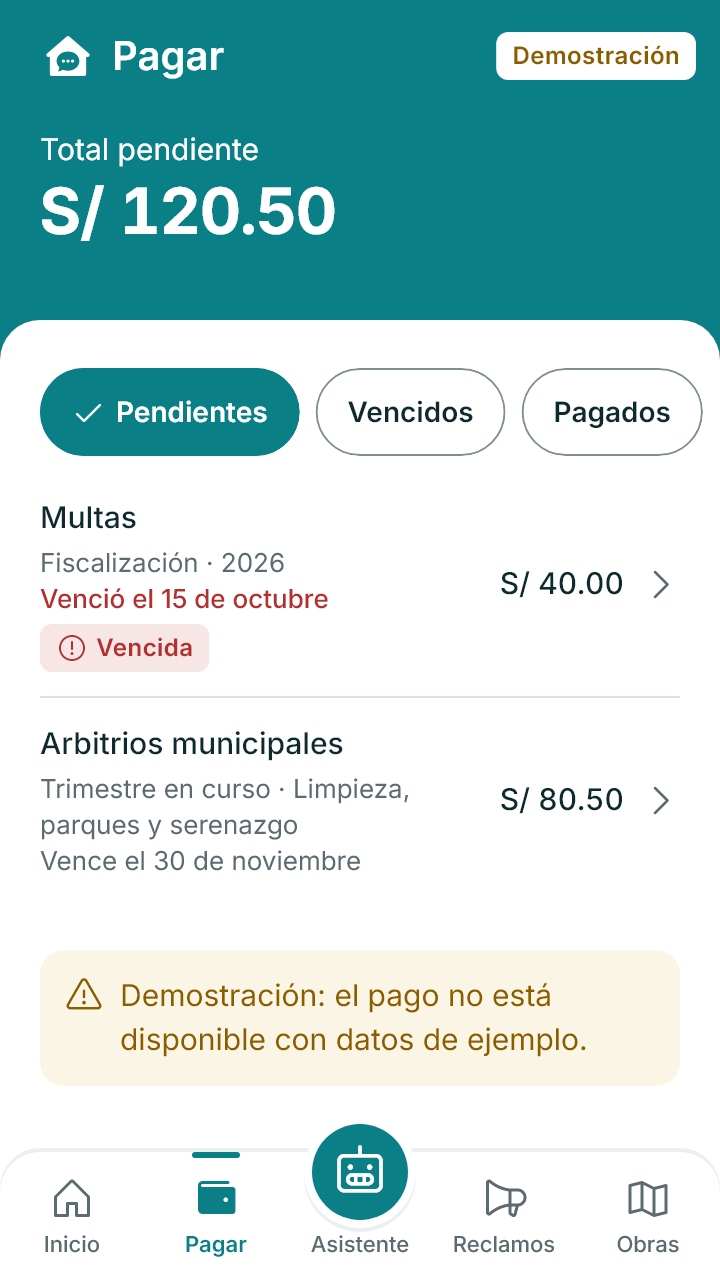 Pagar
Demostración
Total pendiente
S/ 120.50
Pendientes
Vencidos
Pagados
Multas
Fiscalización · 2026
Venció el 15 de octubre
Vencida
S/ 40.00
Arbitrios municipales
Trimestre en curso · Limpieza,
parques y serenazgo
Vence el 30 de noviembre
S/ 80.50
Demostración: el pago no está
disponible con datos de ejemplo.
Inicio
Pagar
Asistente
Reclamos
Obras